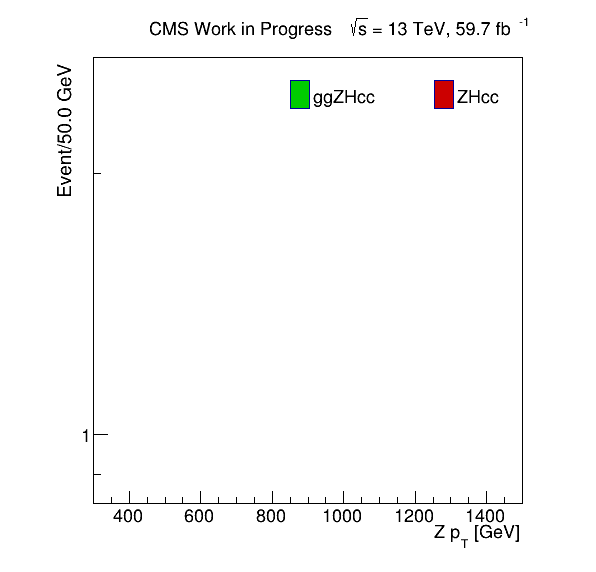 CMS Work in Progress √s = 13 TeV, 59.7 fb -1
Event/50.0 GeV
ggZHcc ZHcc
1
400 600 800 1000 1200 1400
Z pT [GeV]